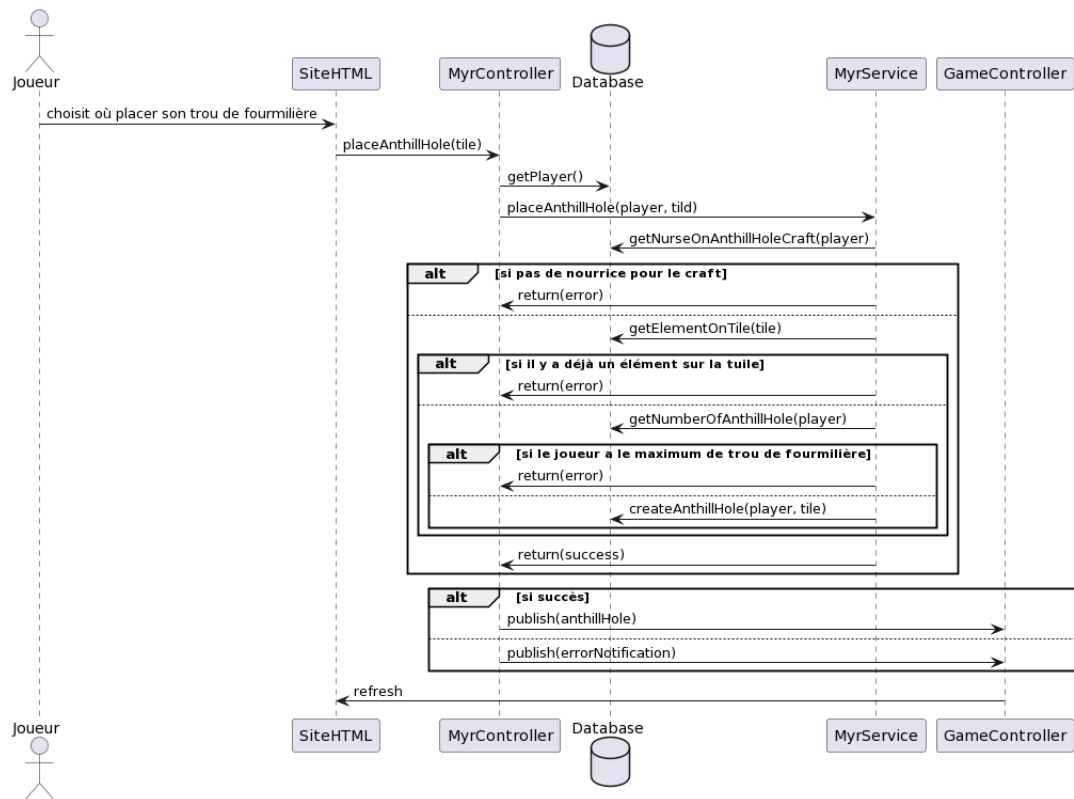 Joueur
SiteHTML
MyrController
Database
MyrService
GameController
choisit où placer son trou de fourmilière
placeAnthillHole(tile)
getPlayer()
placeAnthillHole(player, tild)
getNurseOnAnthillHoleCraft(player)
alt [si pas de nourrice pour le craft]
return(error)
getElementOnTile(tile)
alt [si il y a déjà un élément sur la tuile]
return(error)
getNumberOfAnthillHole(player)
alt [si le joueur a le maximum de trou de fourmilière]
return(error)
createAnthillHole(player, tile)
return(success)
alt [si succès]
publish(anthillHole)
publish(errorNotification)
refresh
Joueur
SiteHTML
MyrController
Database
MyrService
GameController